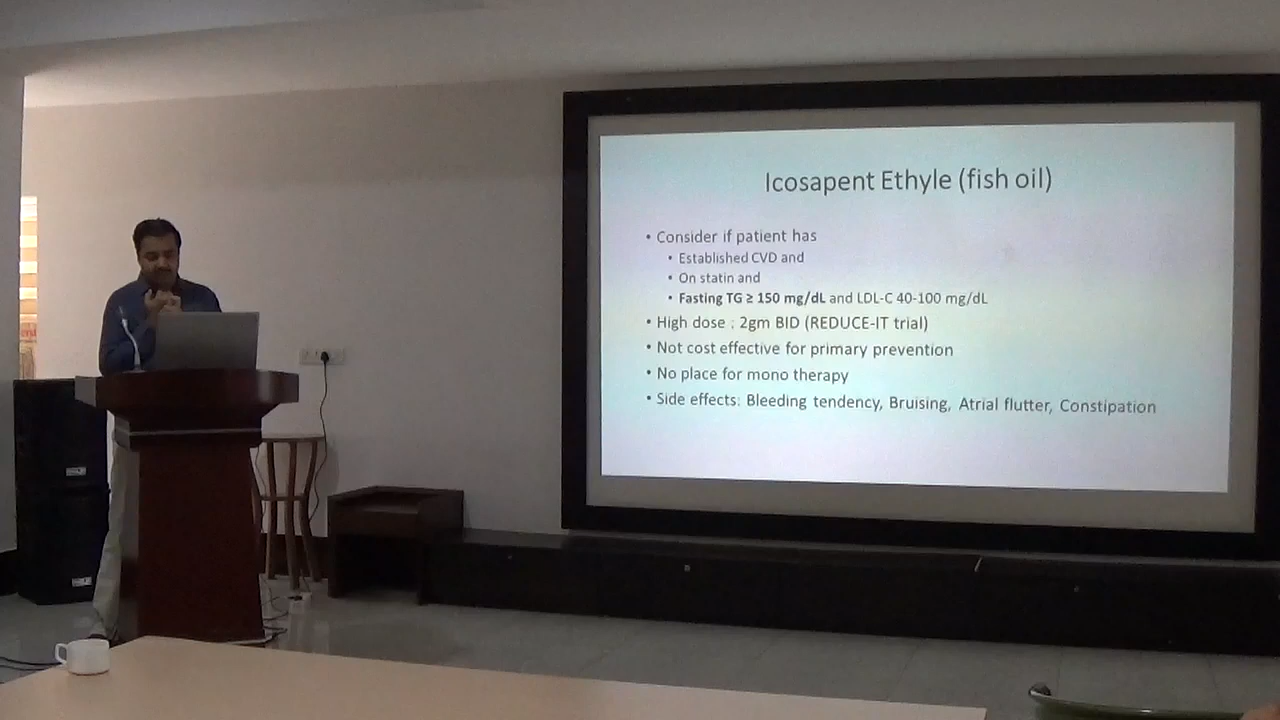 Icosapent Ethyle (fish oil)
• Consider if patient has
• Established CVD and
• On statin and
• Fasting TG ≥ 150 mg/dL and LDL-C 40-100 mg/dL
• High dose : 2gm BID (REDUCE-IT trial)
• Not cost effective for primary prevention
• No place for mono therapy
• Side effects: Bleeding tendency, Bruising, Atrial flutter, Constipation